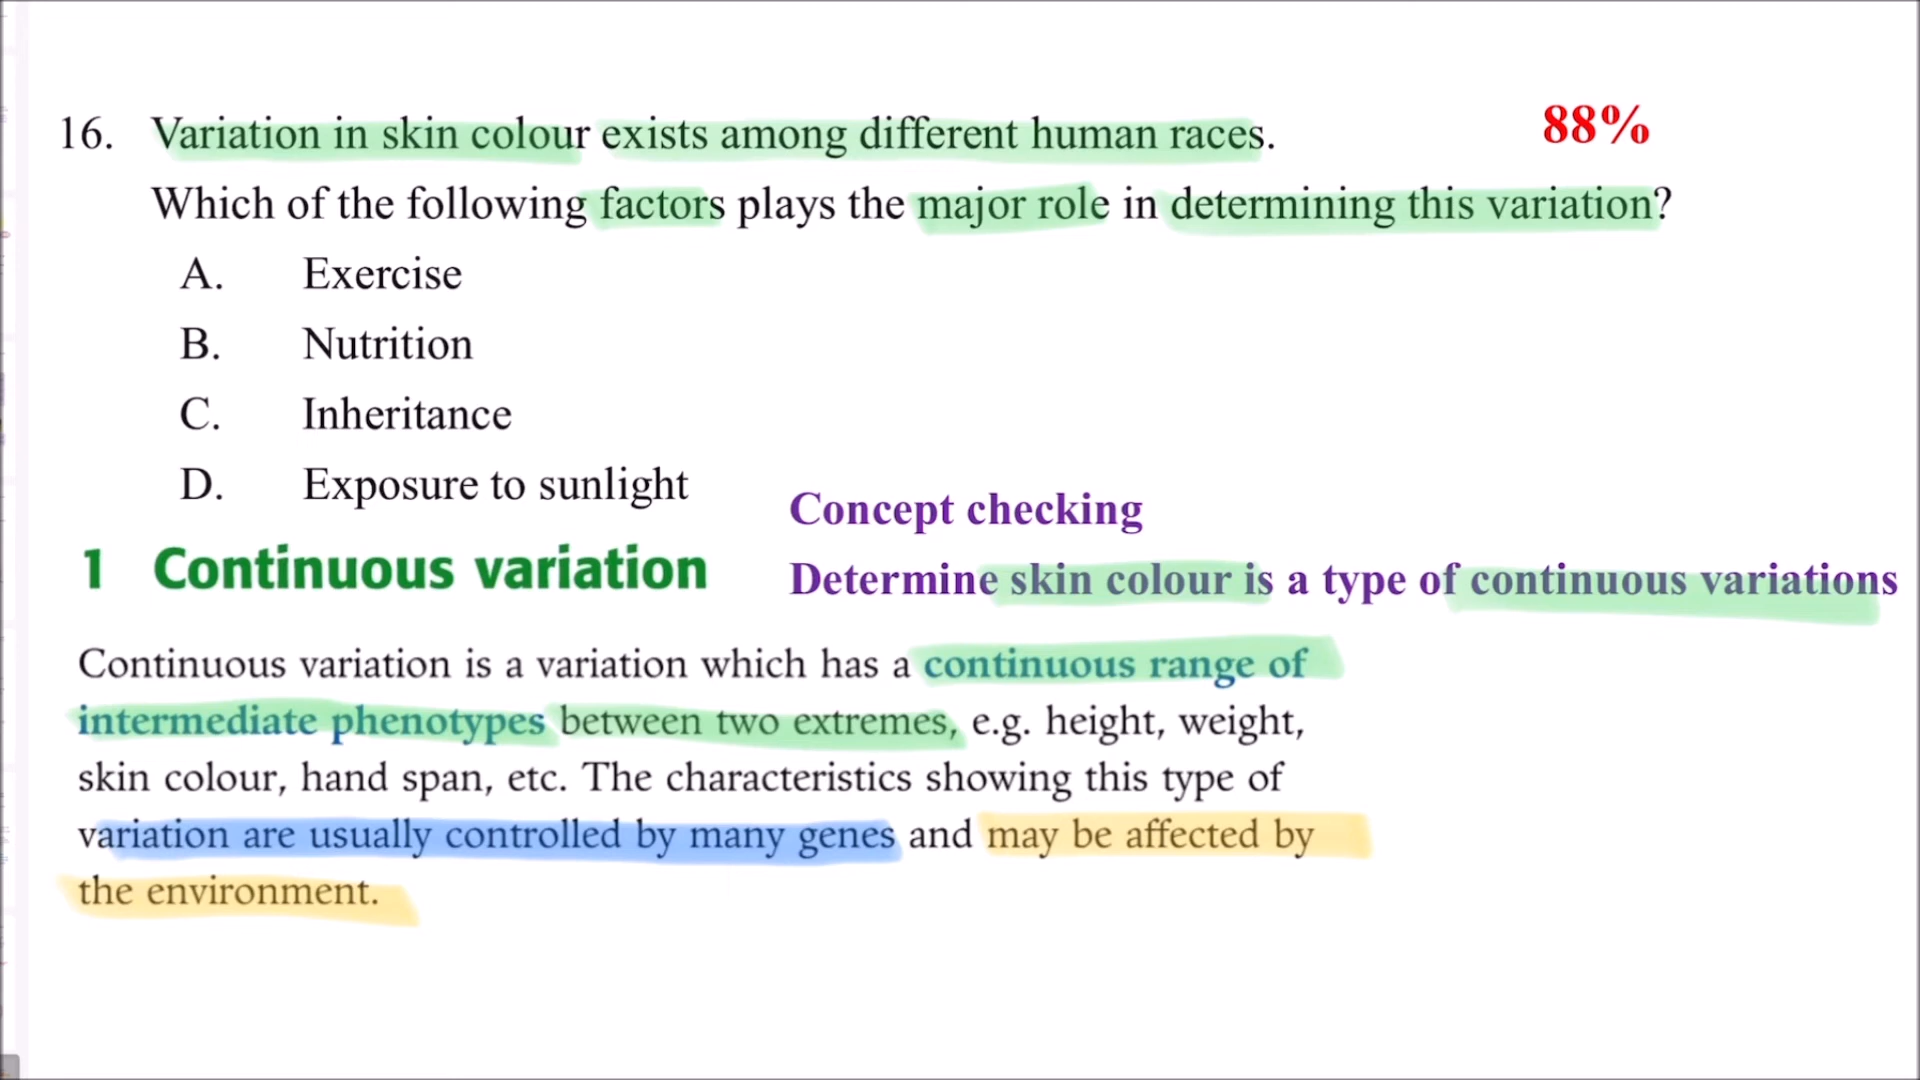 16. Variation in skin colour exists among different human races. 88%
Which of the following factors plays the major role in determining this variation?
A. Exercise
B. Nutrition
C. Inheritance
D. Exposure to sunlight
Concept checking
1 Continuous variation
Determine skin colour is a type of continuous variations
Continuous variation is a variation which has a continuous range of
intermediate phenotypes between two extremes, e.g. height, weight,
skin colour, hand span, etc. The characteristics showing this type of
variation are usually controlled by many genes and may be affected by
the environment.